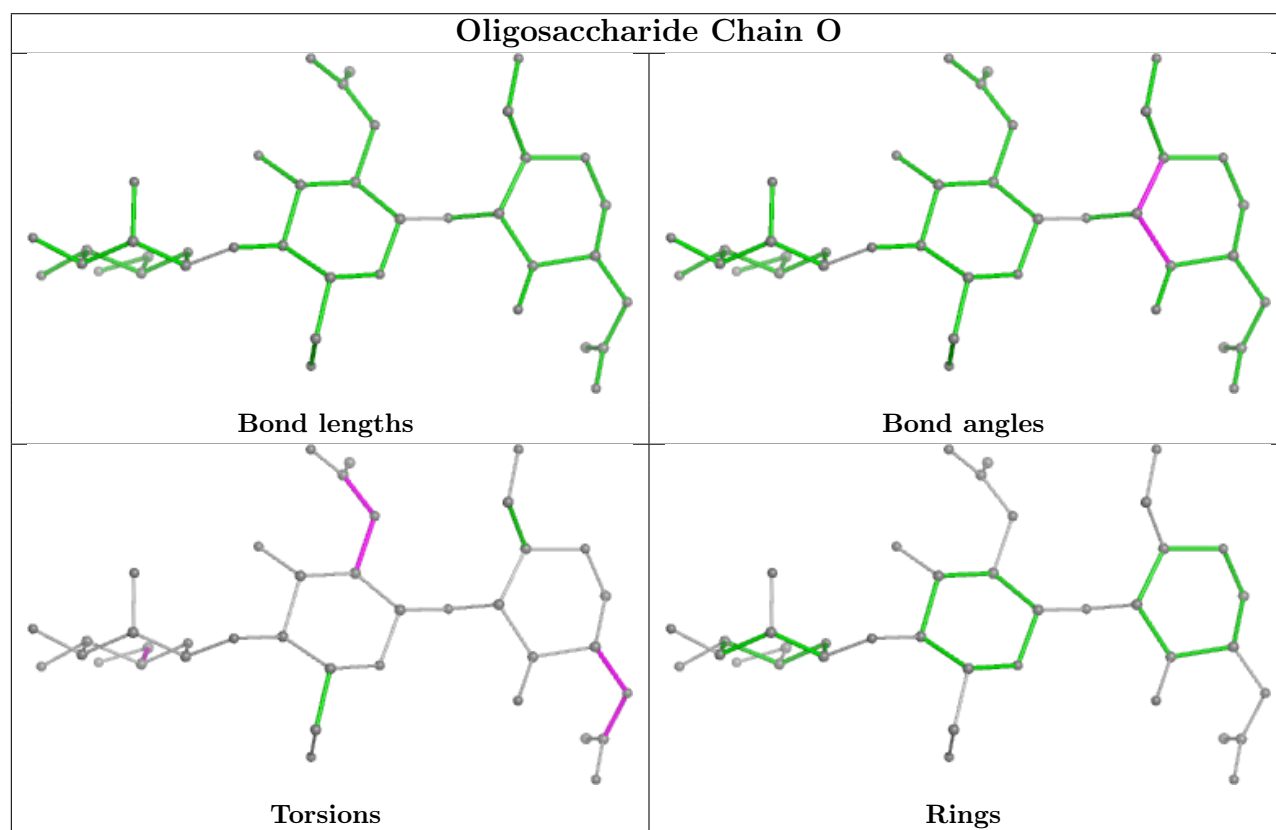 Oligosaccharide Chain O
Bond lengths
Bond angles
Torsions
Rings